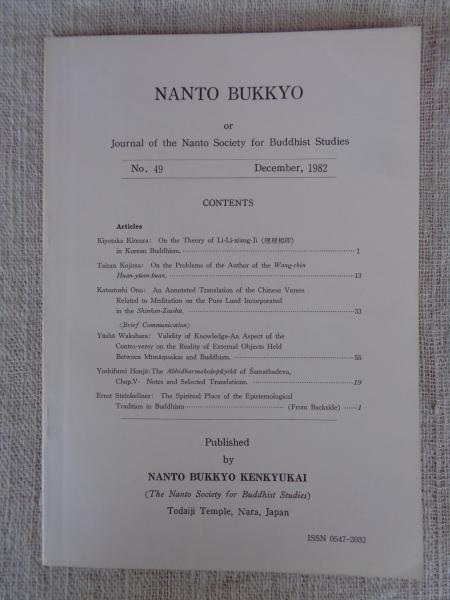 NANTO BUKKYO
or
Journal of the Nanto Society for Buddhist Studies
No. 49 December, 1982
CONTENTS
Articles
Kiyotaka Kimura: On the Theory of Li-Li-xiang-Ji (理理相即)
in Korean Buddhism. 1
Taizan Kojima: On the Problems of the Author of the Wang-chin
Huan-yüan-kuan. 13
Katsutoshi Ono: An Annotated Translation of the Chinese Verses
Related to Meditation on the Pure Land Incorporated
in the 33
(Brief Communication)
Yūshō Wakahara: Validity of Knowledge-An Aspect of the
Contro-versy on the Reality of External Objects Held
Between Mīmāṃsakas and Buddhists. 55
Yoshifumi Honjō: The Abhidharmakośopāyikā of Śamathadeva,
Chap.V- Notes and Selected Translations. 19
Ernst Steinkellner: The Spiritual Place of the Epistemological
Tradition in Buddhism (From Backside) 1
Published
by
NANTO BUKKYO KENKYUKAI
(The Nanto Society for Buddhist Studies)
Todaiji Temple, Nara, Japan
ISSN 0547-2032